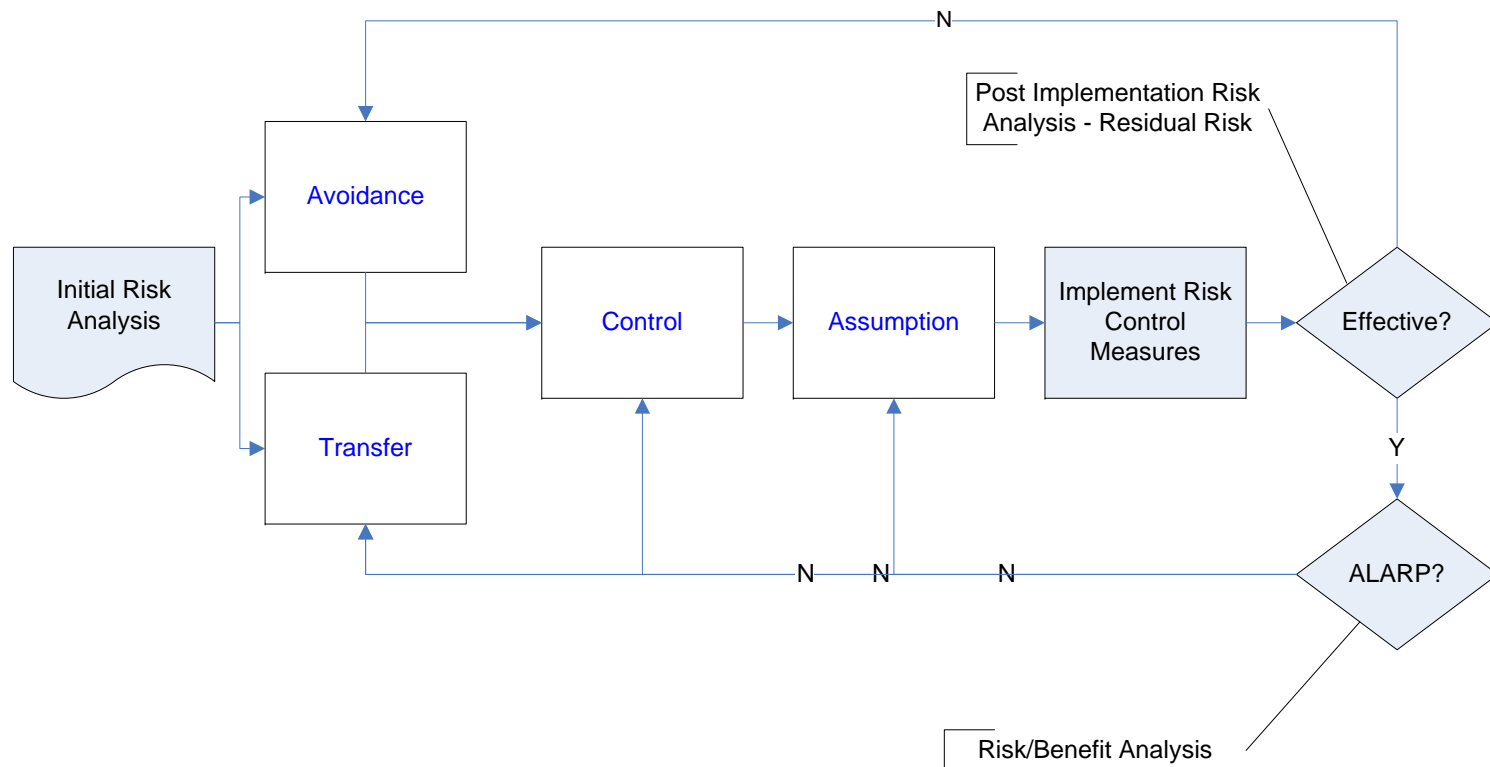 N
Post Implementation Risk
Analysis - Residual Risk
Avoidance
Initial Risk
Analysis
Control
Assumption
Implement Risk
Control
Measures
Effective?
Transfer
Y
N
N
N
ALARP?
Risk/Benefit Analysis